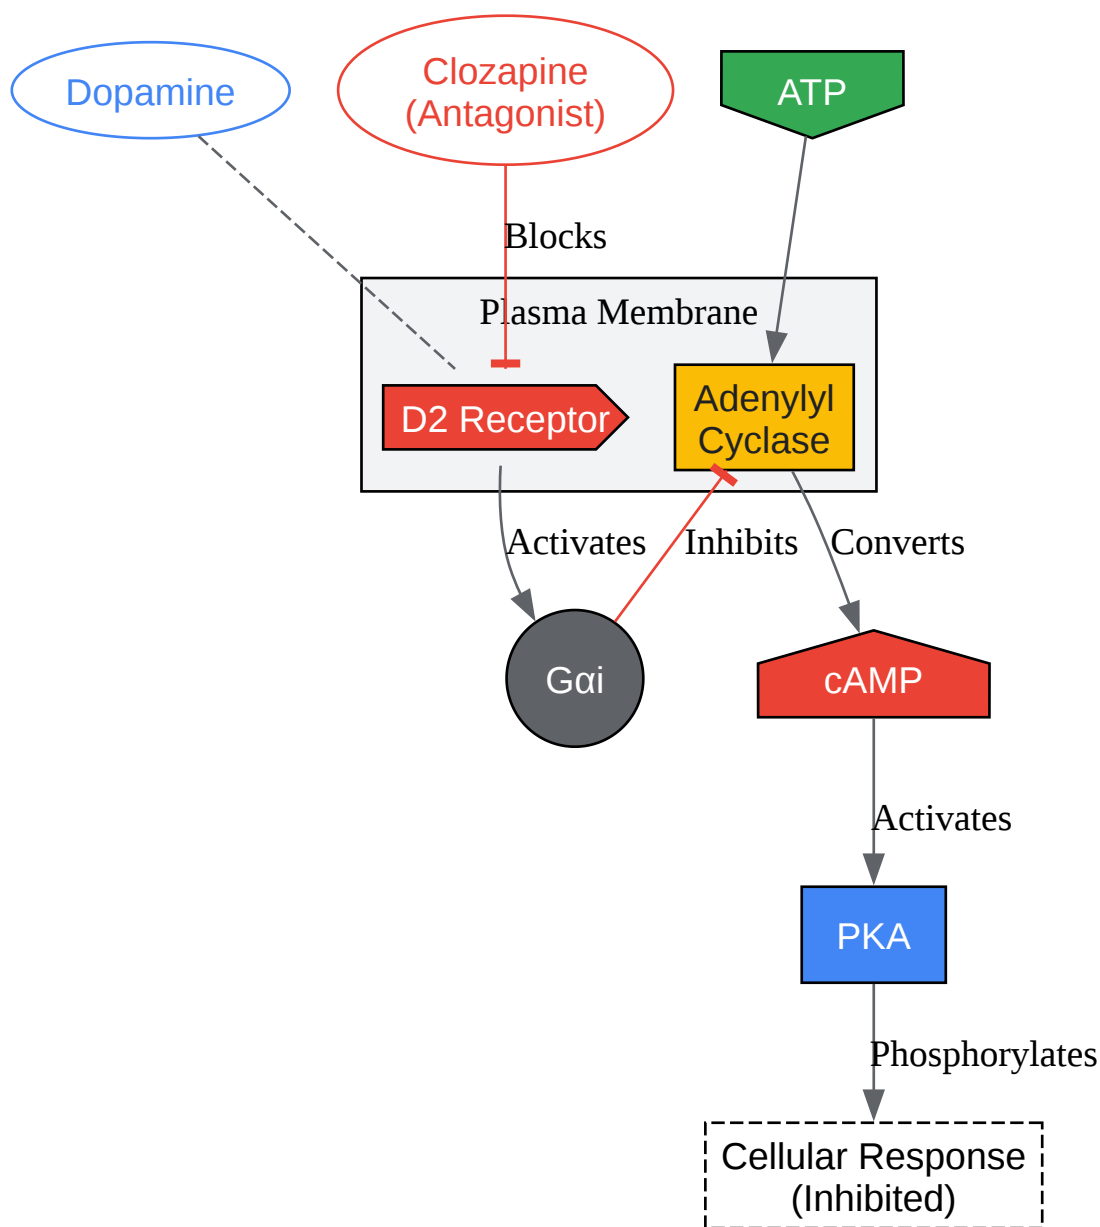 Dopamine
Clozapine
(Antagonist)
ATP
Blocks
Plasma Membrane
D2 Receptor
Adenylyl
Cyclase
Activates
Inhibits
Converts
Gαi
cAMP
Activates
PKA
Phosphorylates
Cellular Response
(Inhibited)